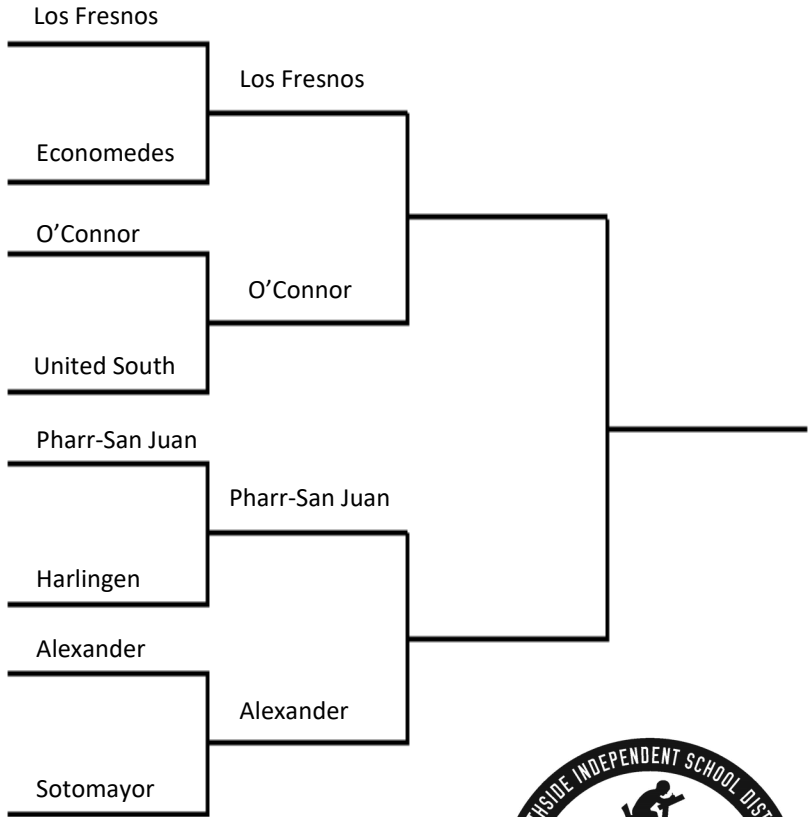 Los Fresnos
Los Fresnos
Economedes
O’Connor
O’Connor
United South
Pharr-San Juan
Pharr-San Juan
Harlingen
Alexander
Alexander
Sotomayor
INDEPENDENT SCHOOL